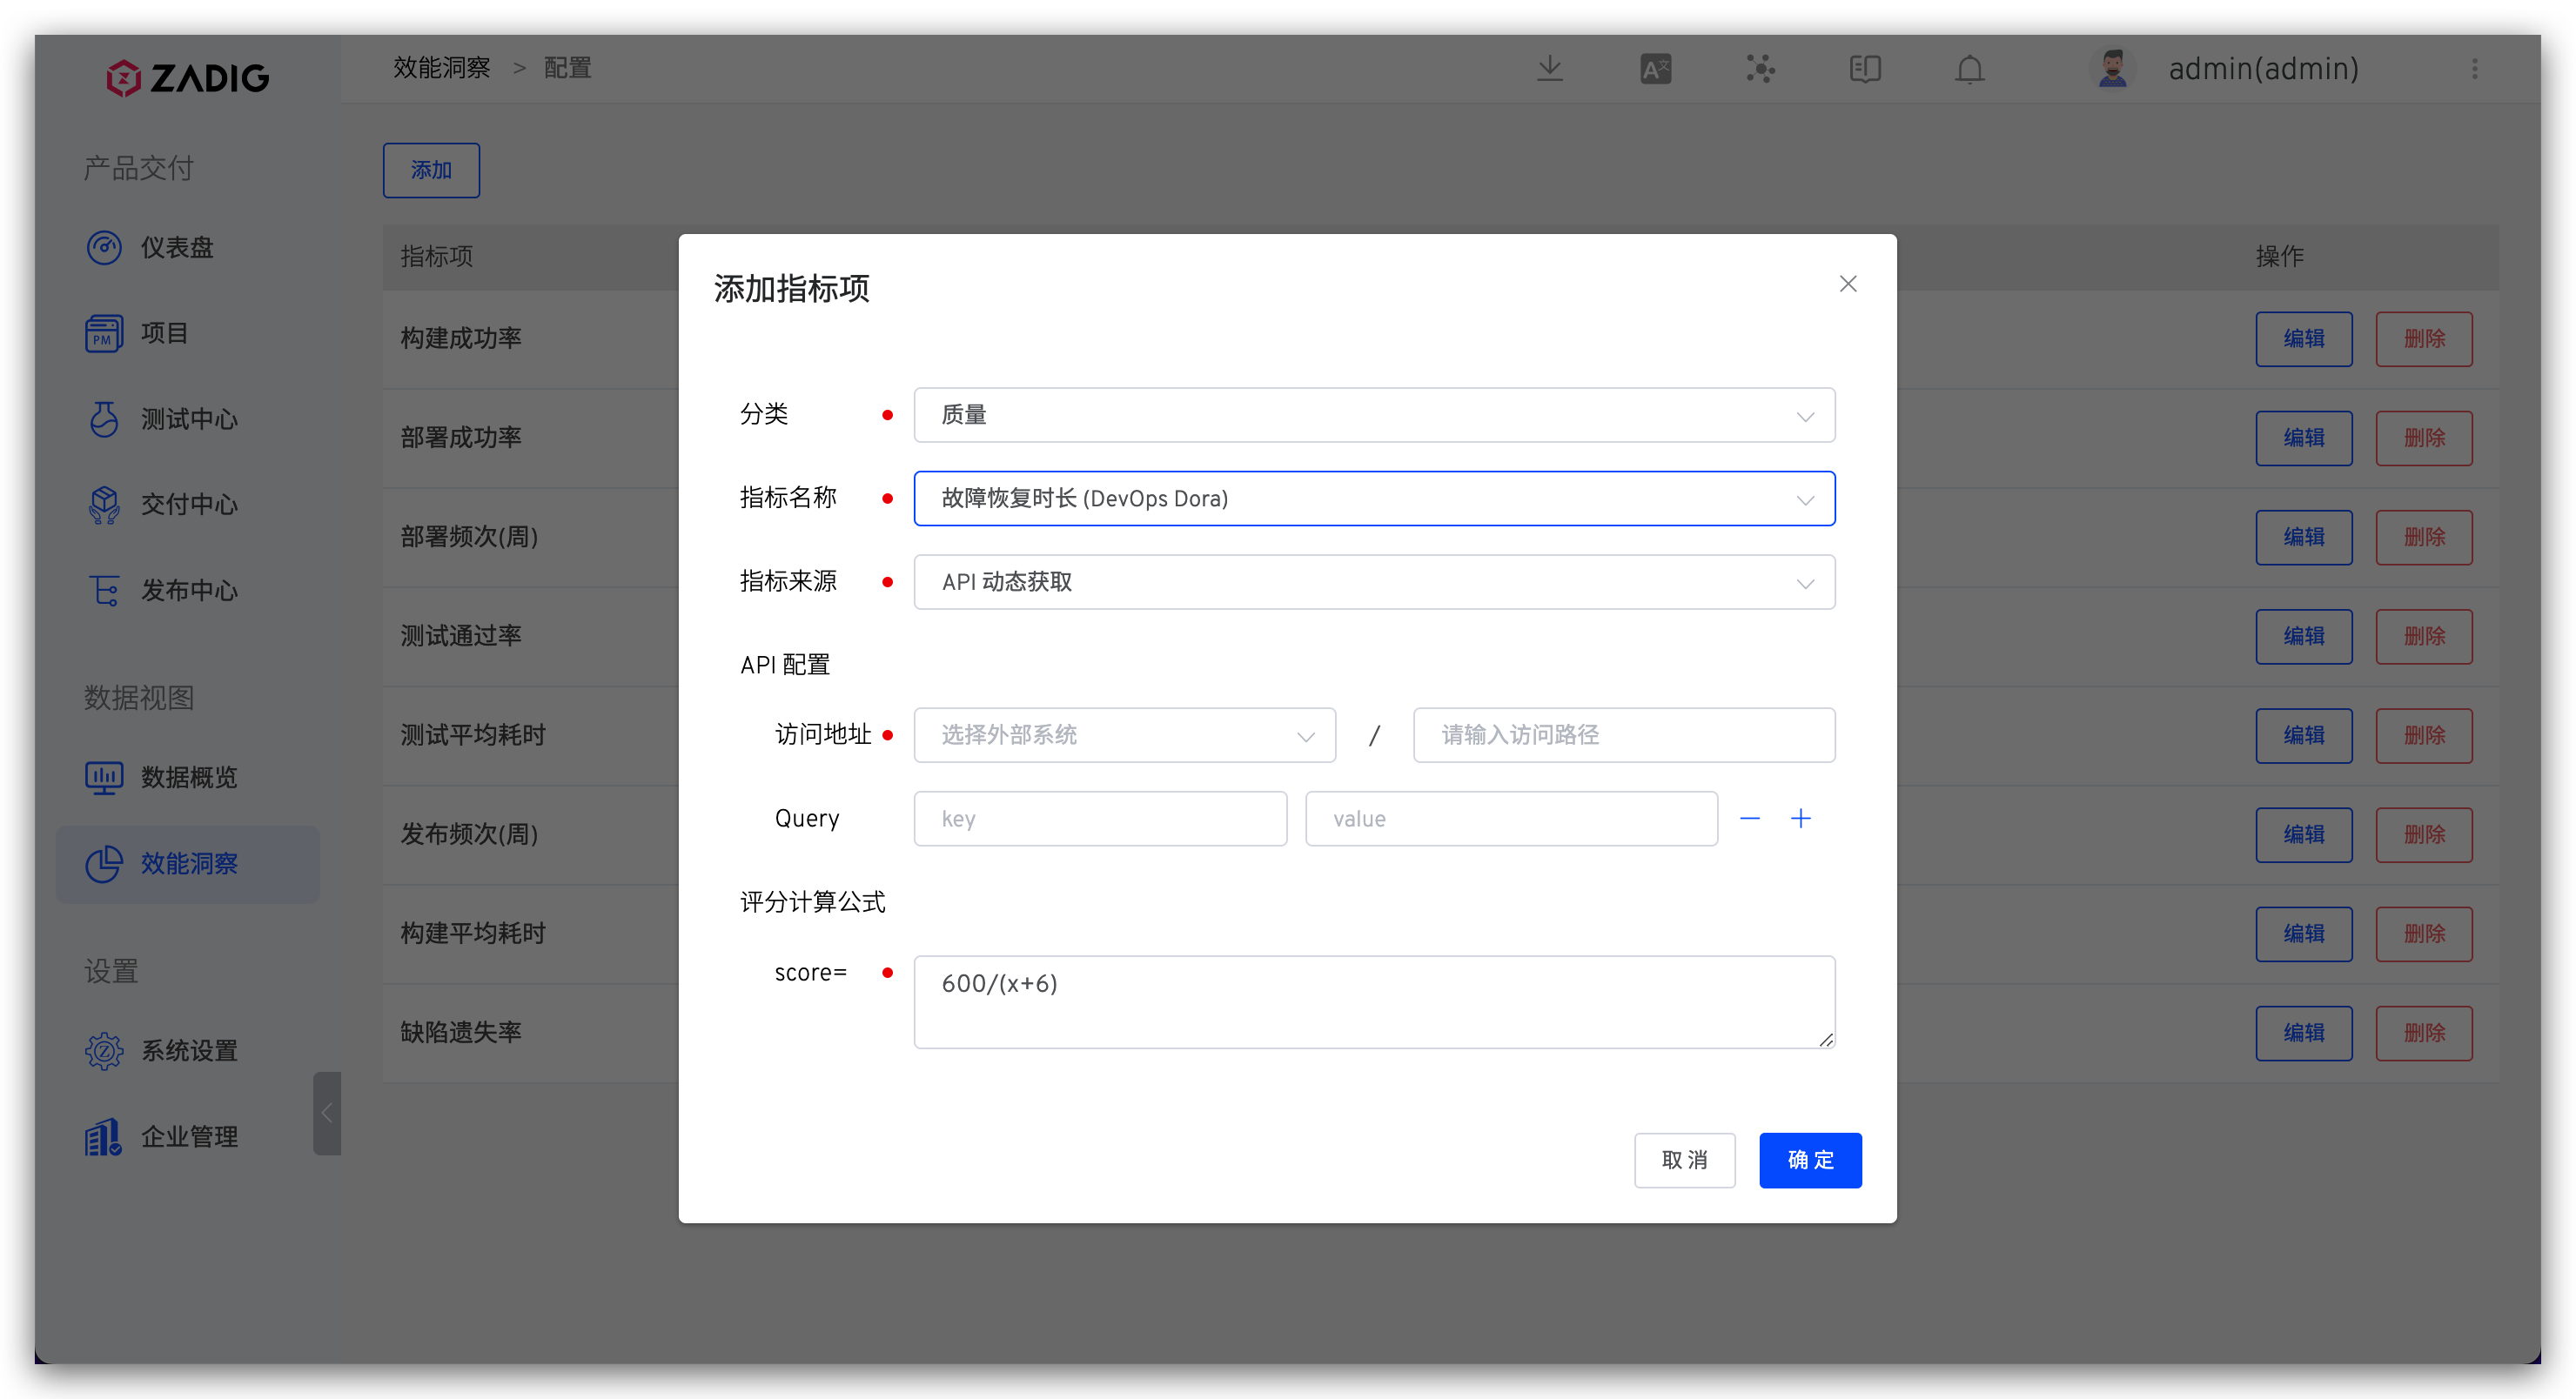 ZADIG
效能洞察 > 配置
admin(admin)
产品交付
仪表盘
PM
项目
测试中心
交付中心
发布中心
数据视图
数据概览
效能洞察
设置
Z
系统设置
企业管理
添加
指标项
操作
构建成功率
编辑 删除
部署成功率
编辑 删除
部署频次(周)
编辑 删除
测试通过率
编辑 删除
测试平均耗时
编辑 删除
发布频次(周)
编辑 删除
构建平均耗时
编辑 删除
缺陷遗失率
编辑 删除
添加指标项
分类 质量
指标名称 故障恢复时长 (DevOps Dora)
指标来源 API 动态获取
API 配置
访问地址 选择外部系统 / 请输入访问路径
Query key value
评分计算公式
score= 600/(x+6)
取消 确定